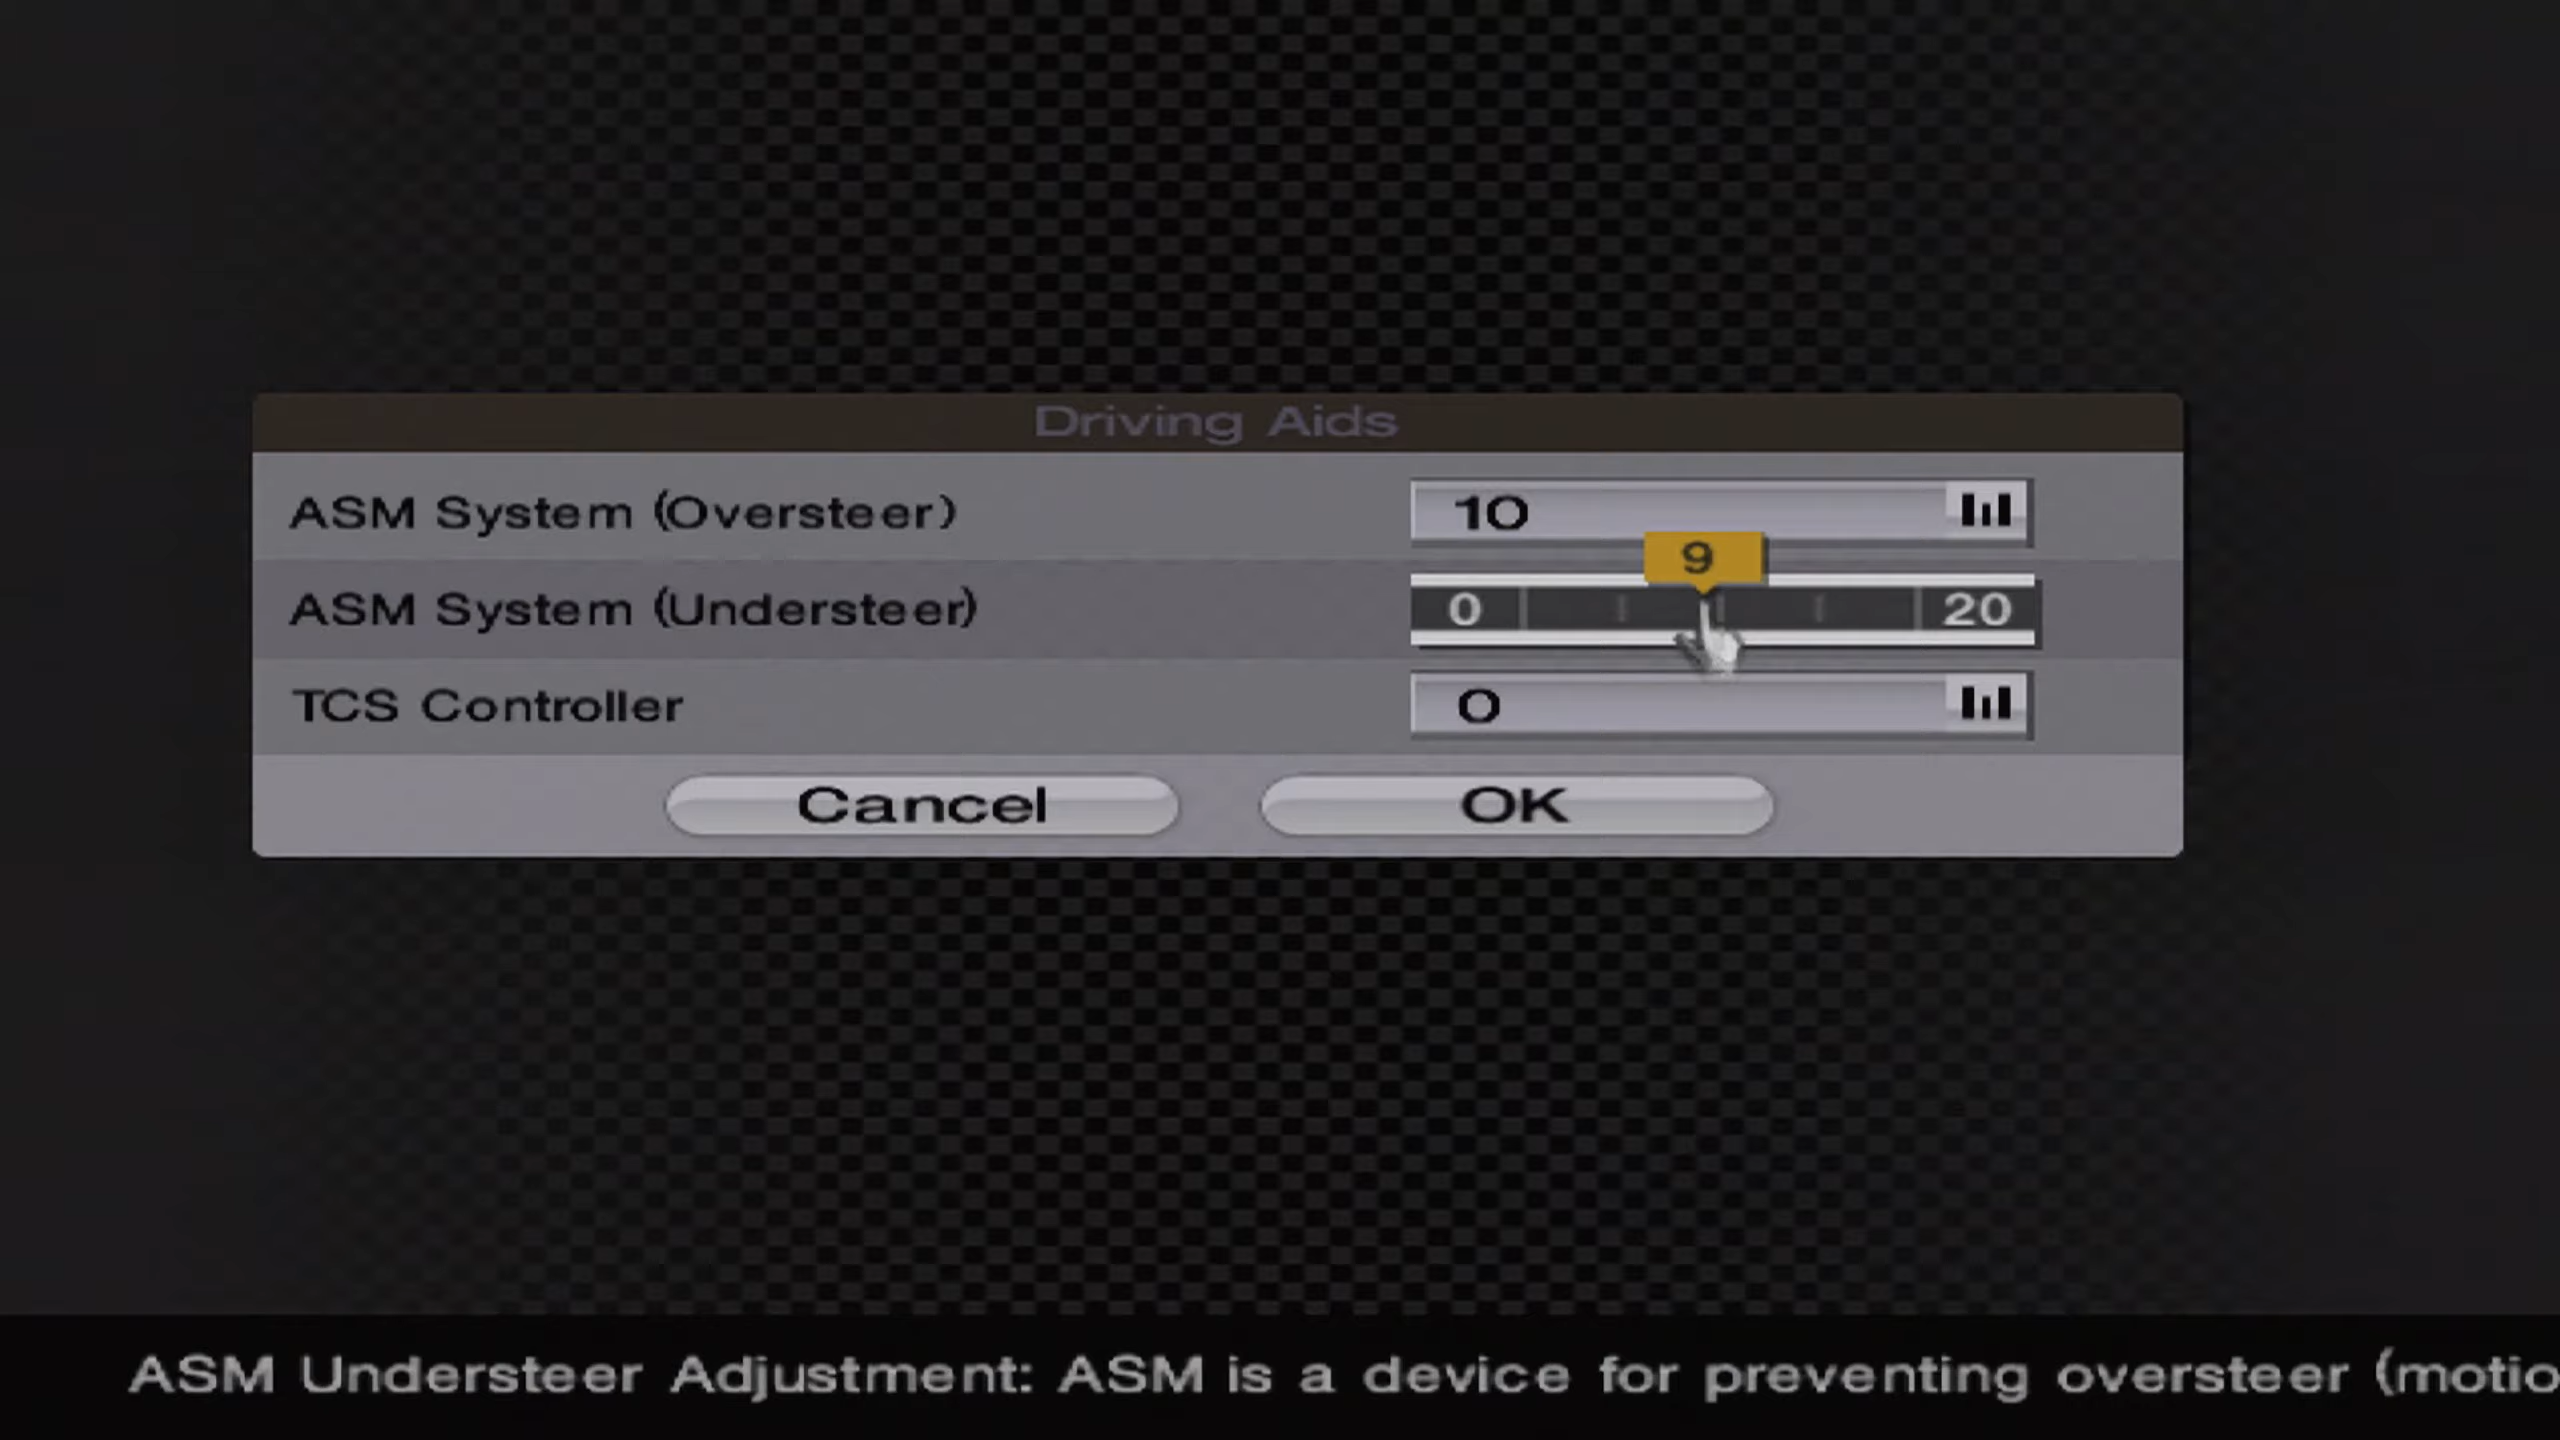 Driving Aids
ASM System (Oversteer) 10
9
ASM System (Understeer) 0 20
TCS Controller 0
Cancel OK
ASM Understeer Adjustment: ASM is a device for preventing oversteer (motio